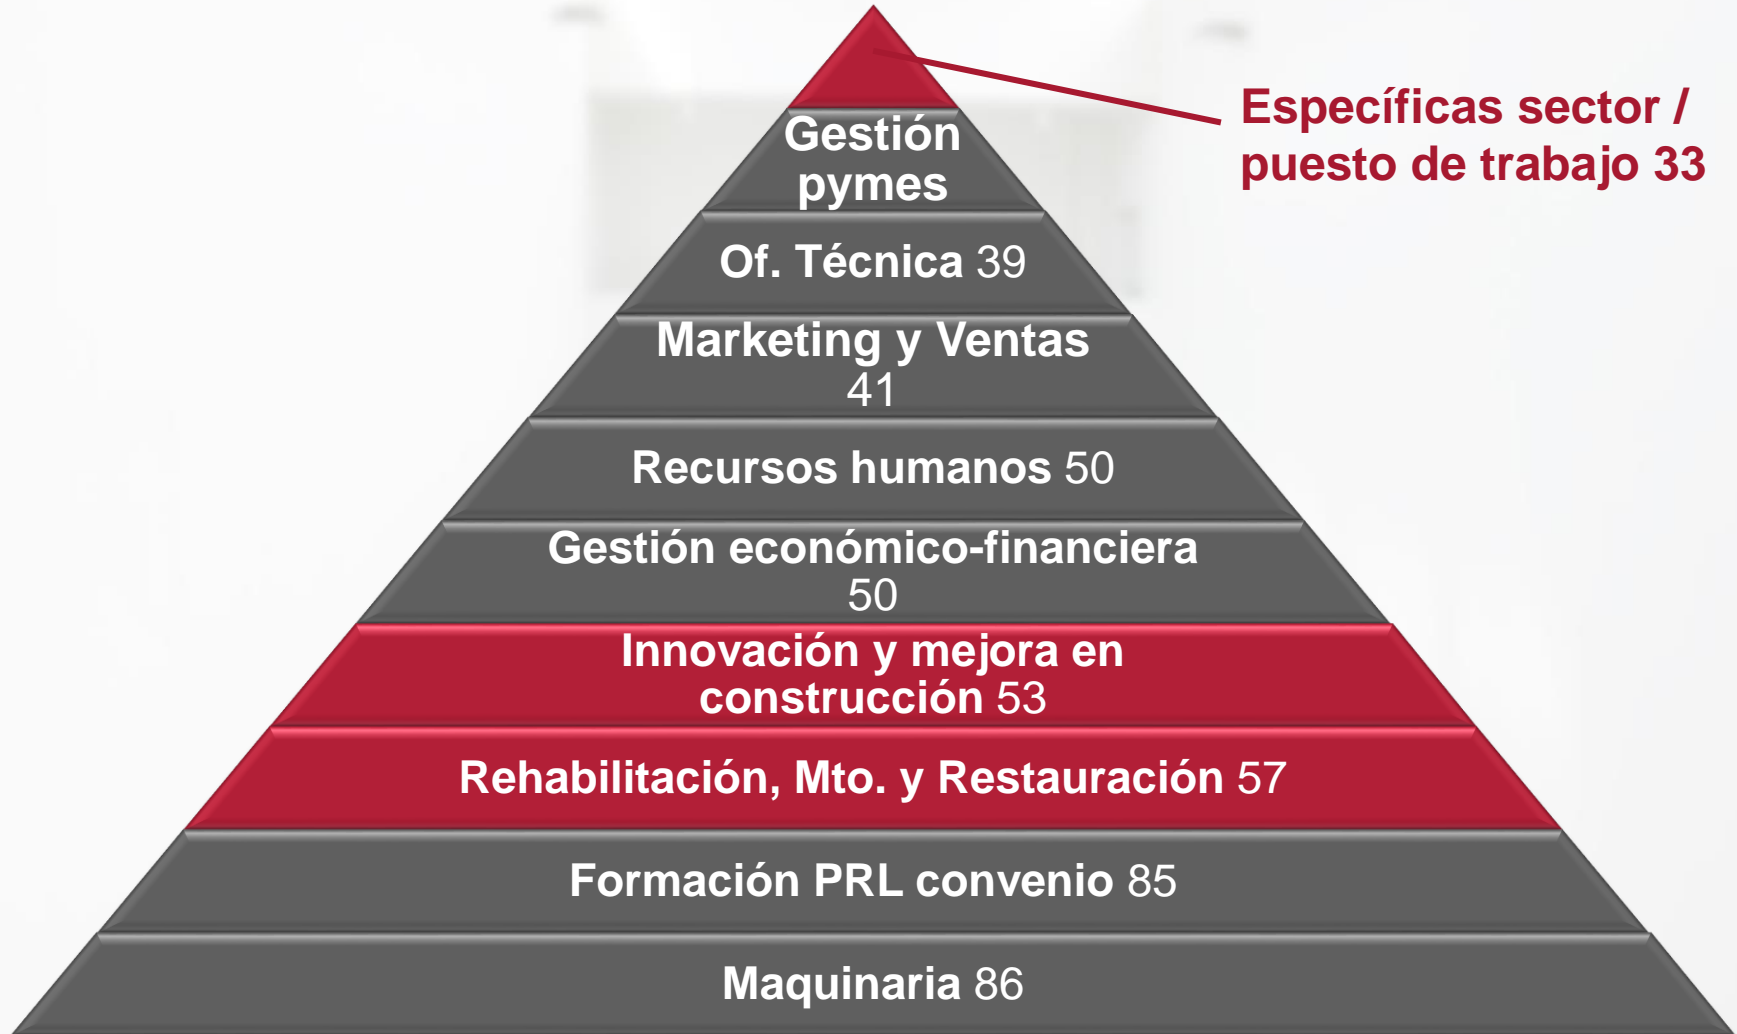 Específicas sector /
puesto de trabajo 33
Gestión
pymes
Of. Técnica 39
Marketing y Ventas
41
Recursos humanos 50
Gestión económico-financiera
50
Innovación y mejora en
construcción 53
Rehabilitación, Mto. y Restauración 57
Formación PRL convenio 85
Maquinaria 86